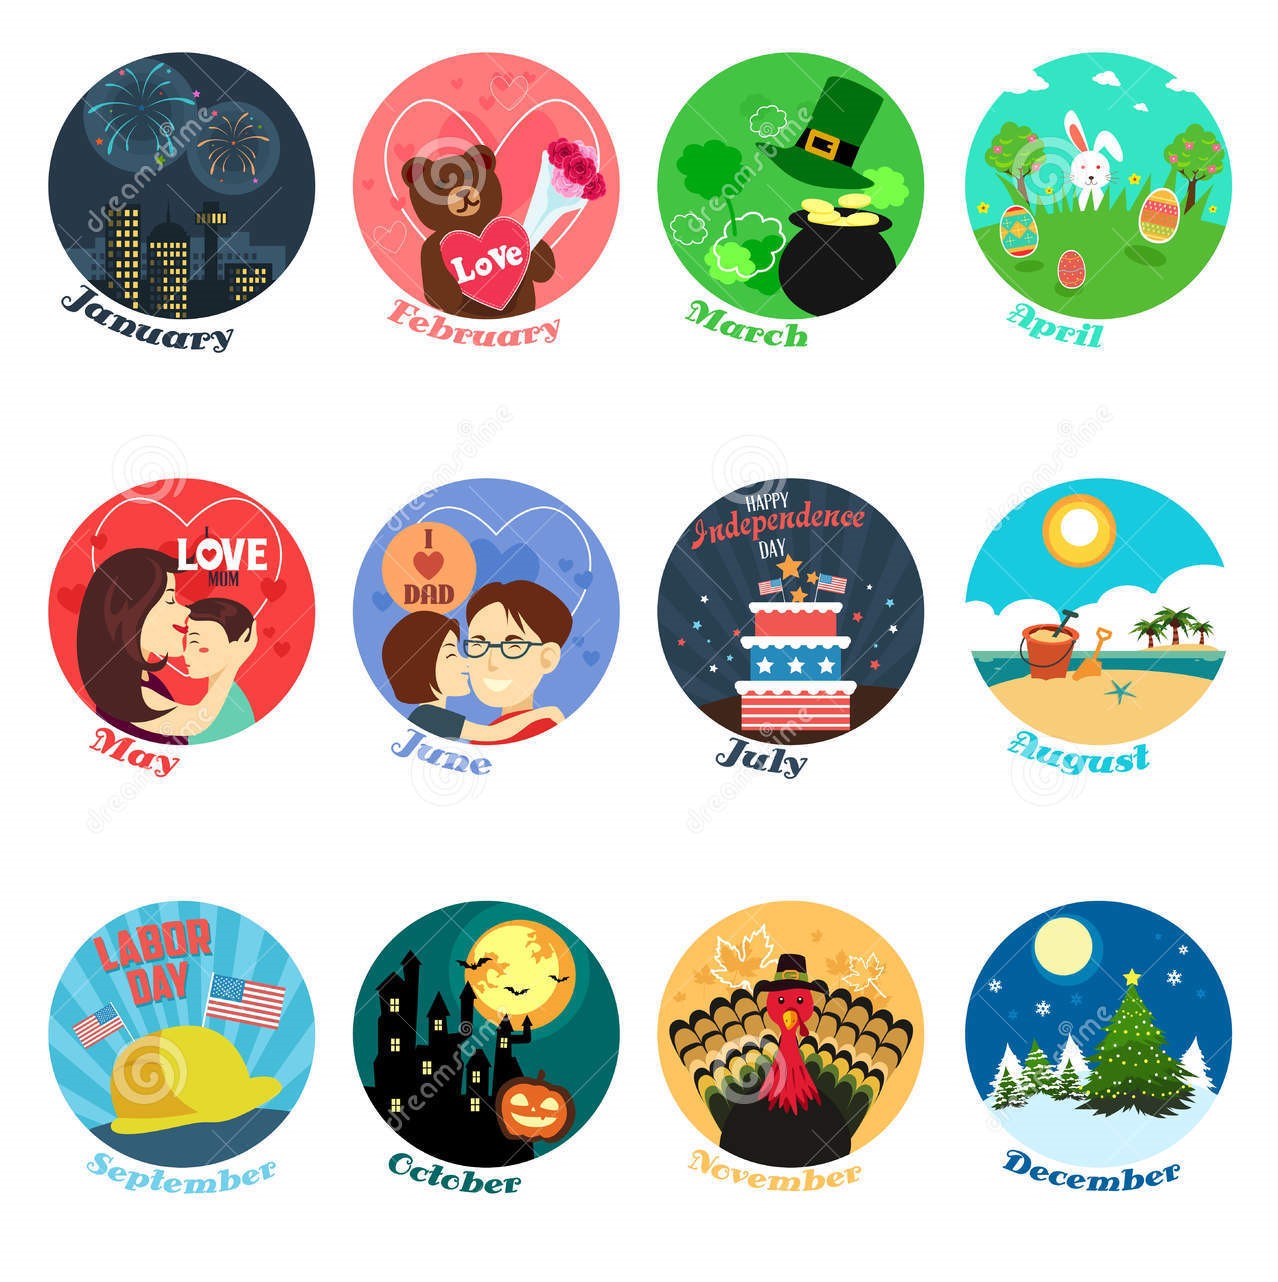 January
February
Love
March
April
May
I
LOVE
MOM
June
I
DAD
July
HAPPY
Independence
DAY
August
September
LABOR
DAY
October
November
December
dreamstime